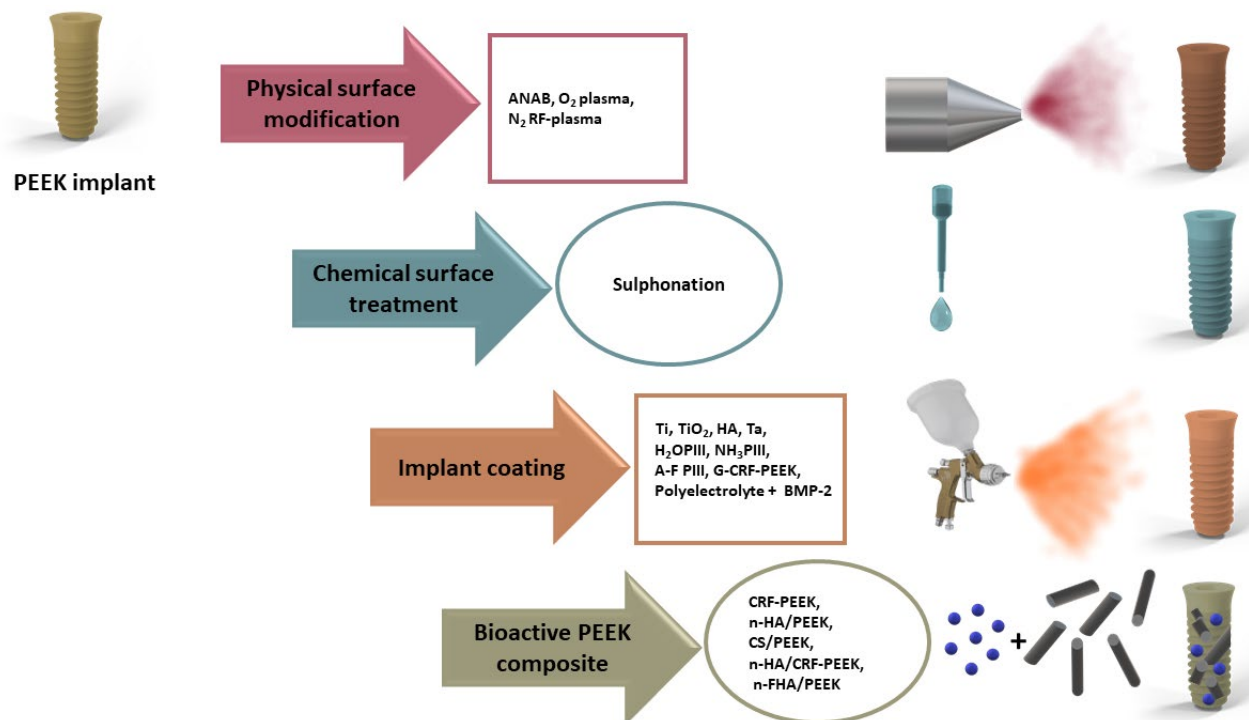 PEEK implant
Physical surface
modification
ANAB, O₂ plasma,
N₂ RF-plasma
Chemical surface
treatment
Sulphonation
Implant coating
Ti, TiO₂, HA, Ta,
H₂OPIII, NH₃PIII,
A-F PIII, G-CRF-PEEK,
Polyelectrolyte + BMP-2
Bioactive PEEK
composite
CRF-PEEK,
n-HA/PEEK,
CS/PEEK,
n-HA/CRF-PEEK,
n-FHA/PEEK
+